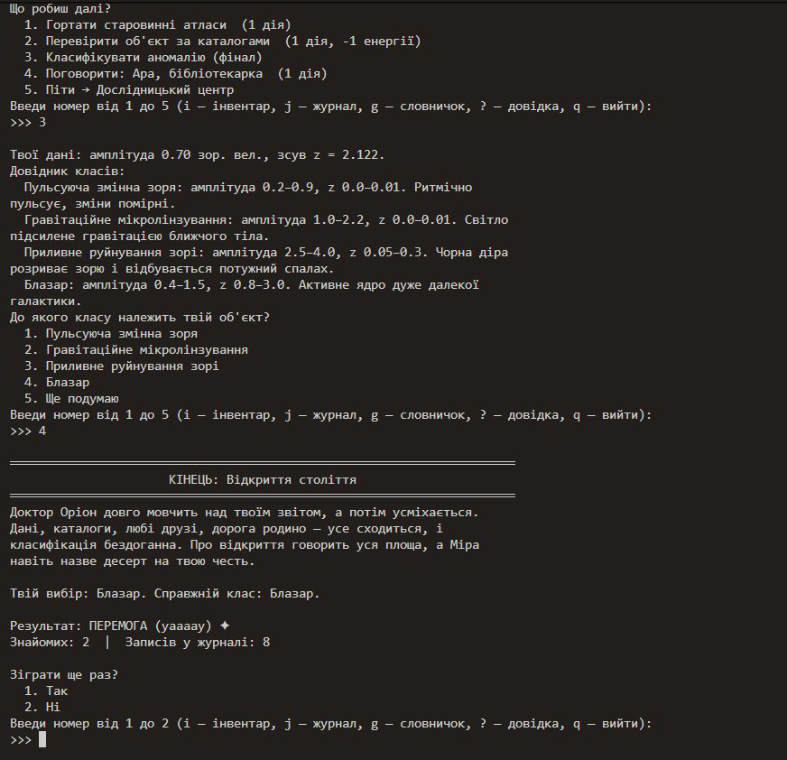 Що робиш далі?
1. Гортати старовинні атласи (1 дія)
2. Перевірити об'єкт за каталогами (1 дія, -1 енергії)
3. Класифікувати аномалію (фінал)
4. Поговорити: Ара, бібліотекарка (1 дія)
5. Піти → Дослідницький центр
Введи номер від 1 до 5 (i — інвентар, j — журнал, g — словничок, ? — довідка, q — вийти):
>>> 3
Твої дані: амплітуда 0.70 зор. вел., зсув z = 2.122.
Довідник класів:
Пульсуюча змінна зоря: амплітуда 0.2–0.9, z 0.0–0.01. Ритмічно
пульсує, зміни помірні.
Гравітаційне мікролінзування: амплітуда 1.0–2.2, z 0.0–0.01. Світло
підсилене гравітацією ближчого тіла.
Приливне руйнування зорі: амплітуда 2.5–4.0, z 0.05–0.3. Чорна діра
розриває зорю і відбувається потужний спалах.
Блазар: амплітуда 0.4–1.5, z 0.8–3.0. Активне ядро дуже далекої
галактики.
До якого класу належить твій об'єкт?
1. Пульсуюча змінна зоря
2. Гравітаційне мікролінзування
3. Приливне руйнування зорі
4. Блазар
5. Ще подумаю
Введи номер від 1 до 5 (i — інвентар, j — журнал, g — словничок, ? — довідка, q — вийти):
>>> 4
КІНЕЦЬ: Відкриття століття
Доктор Оріон довго мовчить над твоїм звітом, а потім усміхається.
Дані, каталоги, любі друзі, дорога родино — усе сходиться, і
класифікація бездоганна. Про відкриття говорить уся площа, а Міра
навіть назве десерт на твою честь.
Твій вибір: Блазар. Справжній клас: Блазар.
Результат: ПЕРЕМОГА (уаааау) ✦
Знайомих: 2 | Записів у журналі: 8
Зіграти ще раз?
1. Так
2. Ні
Введи номер від 1 до 2 (i — інвентар, j — журнал, g — словничок, ? — довідка, q — вийти):
>>>